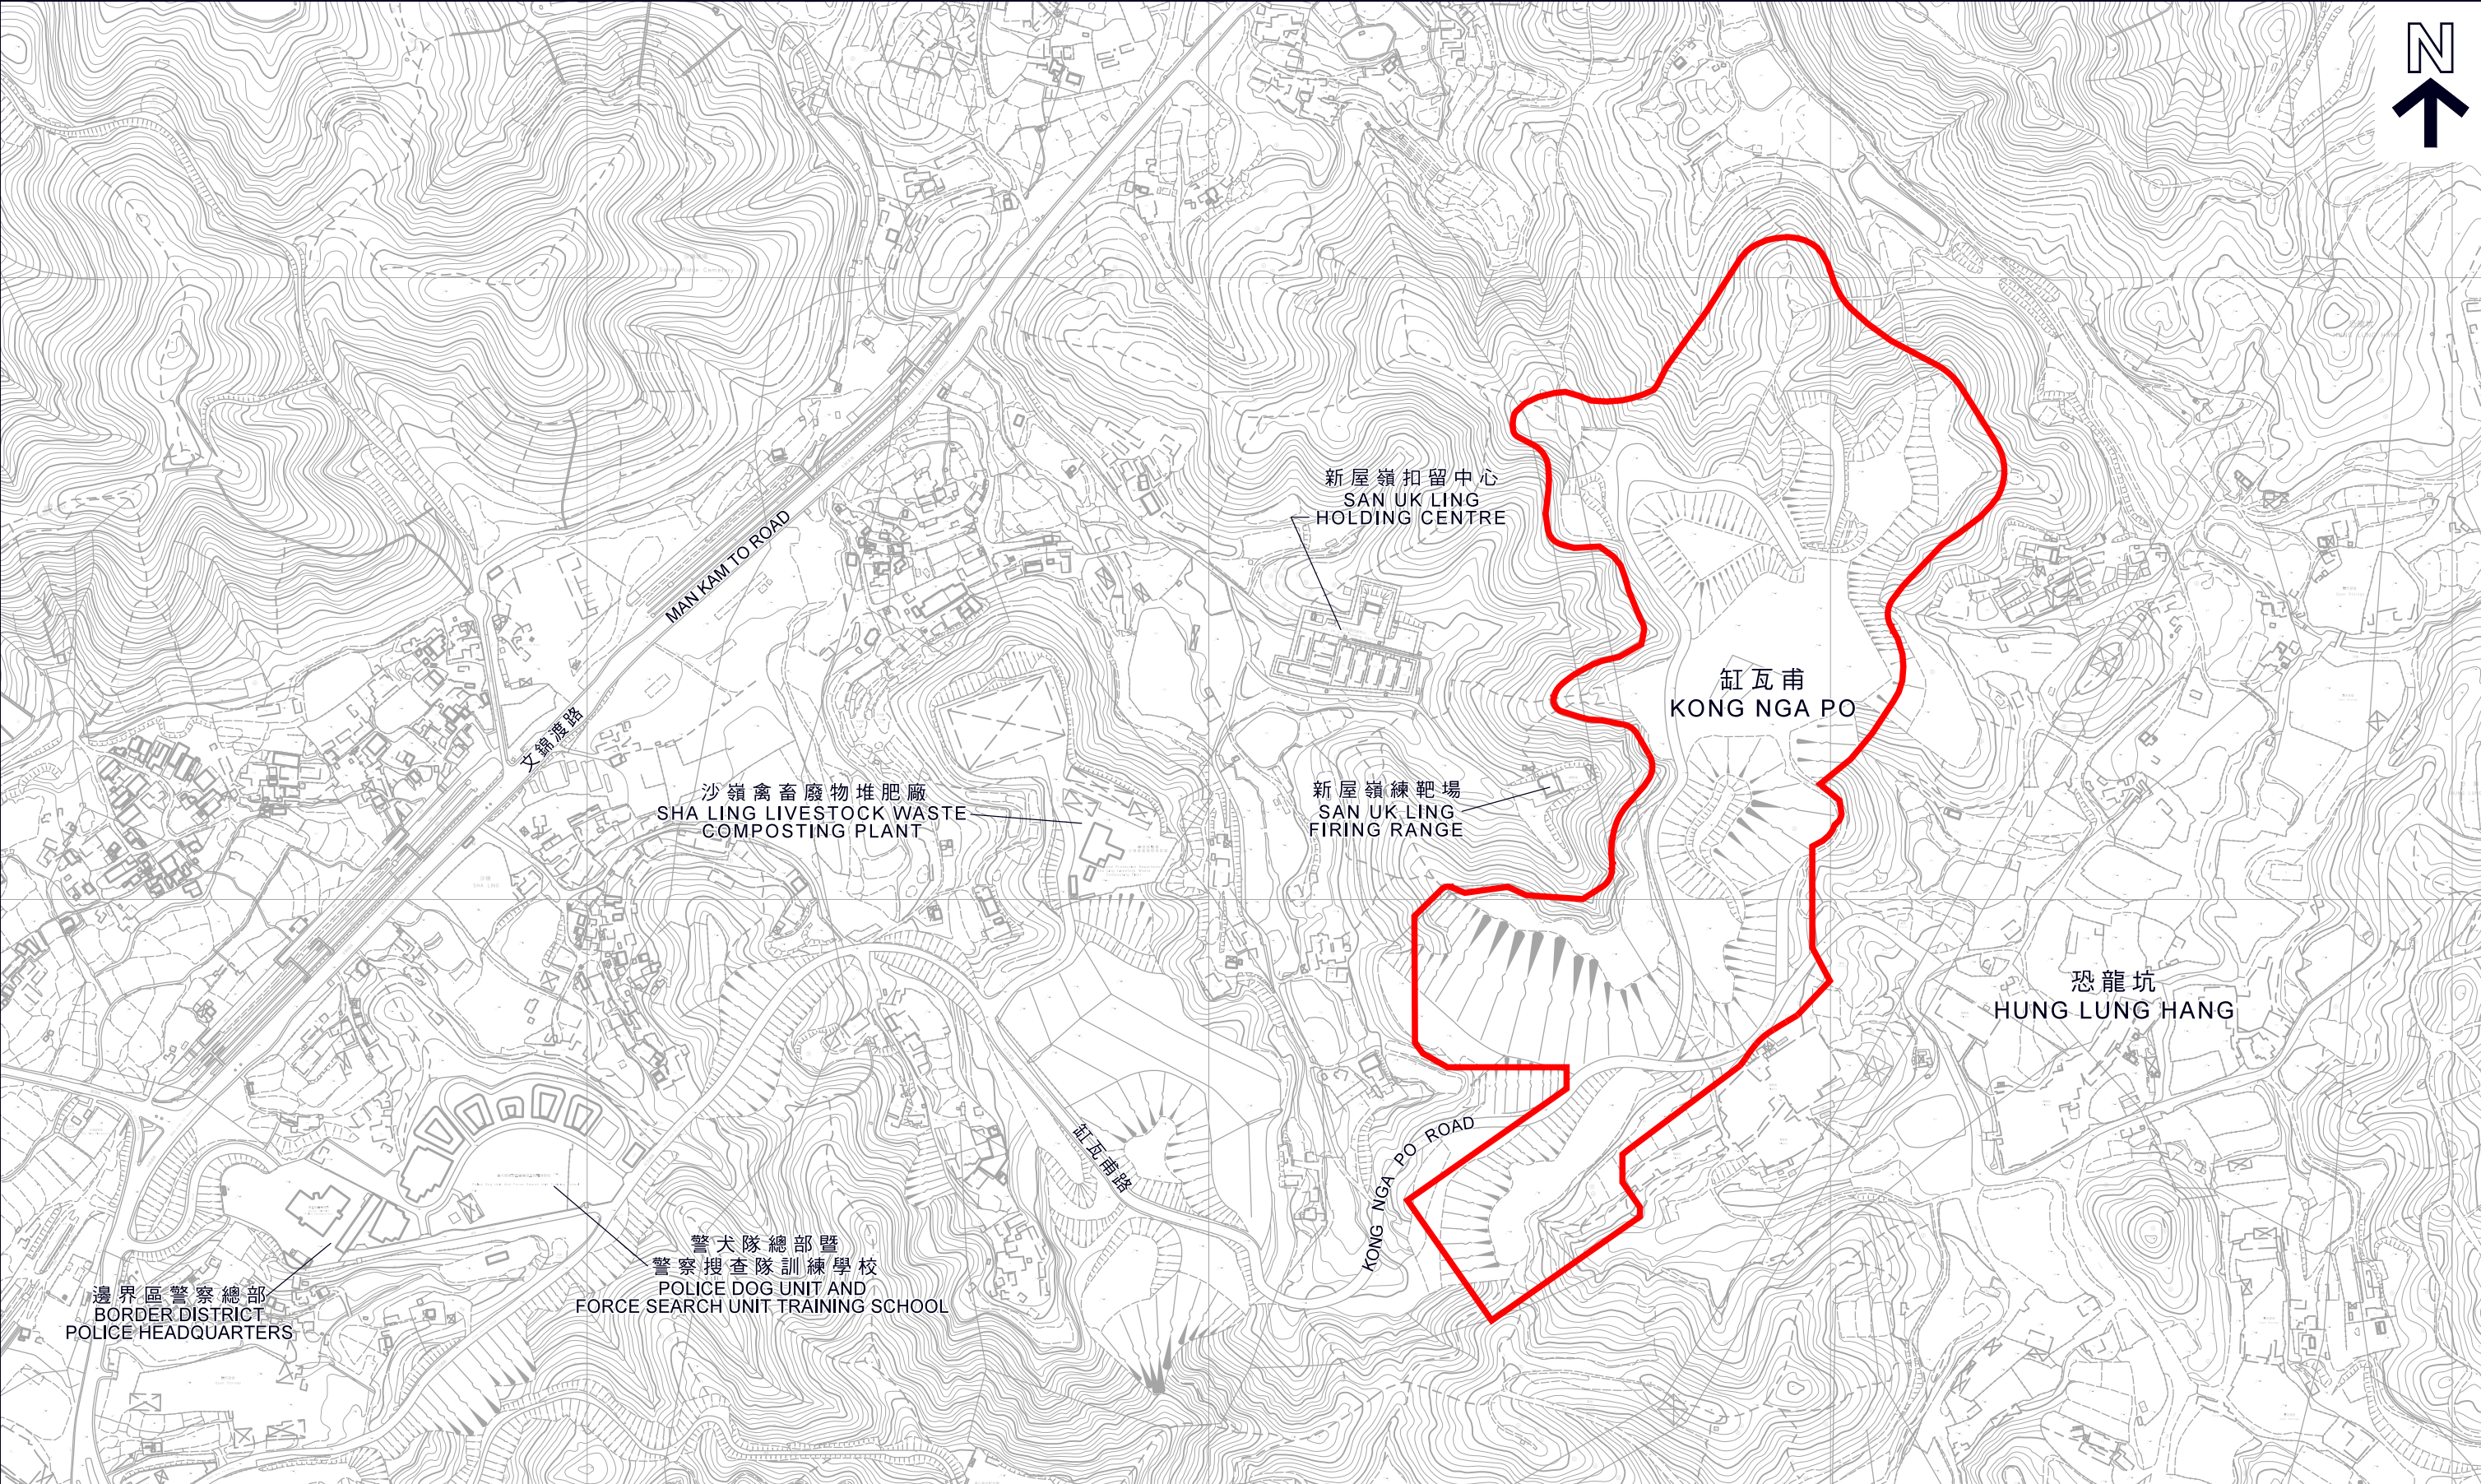 N
新屋嶺扣留中心
SAN UK LING
HOLDING CENTRE
MAN KAM TO ROAD
文錦渡路
缸瓦甫
KONG NGA PO
沙嶺禽畜廢物堆肥廠
SHA LING LIVESTOCK WASTE
COMPOSTING PLANT
新屋嶺練靶場
SAN UK LING
FIRING RANGE
沙嶺
SHA LING
恐龍坑
HUNG LUNG HANG
缸瓦甫路
KONG NGA PO ROAD
警犬隊總部暨
警察搜查隊訓練學校
POLICE DOG UNIT AND
FORCE SEARCH UNIT TRAINING SCHOOL
邊界區警察總部
BORDER DISTRICT
POLICE HEADQUARTERS